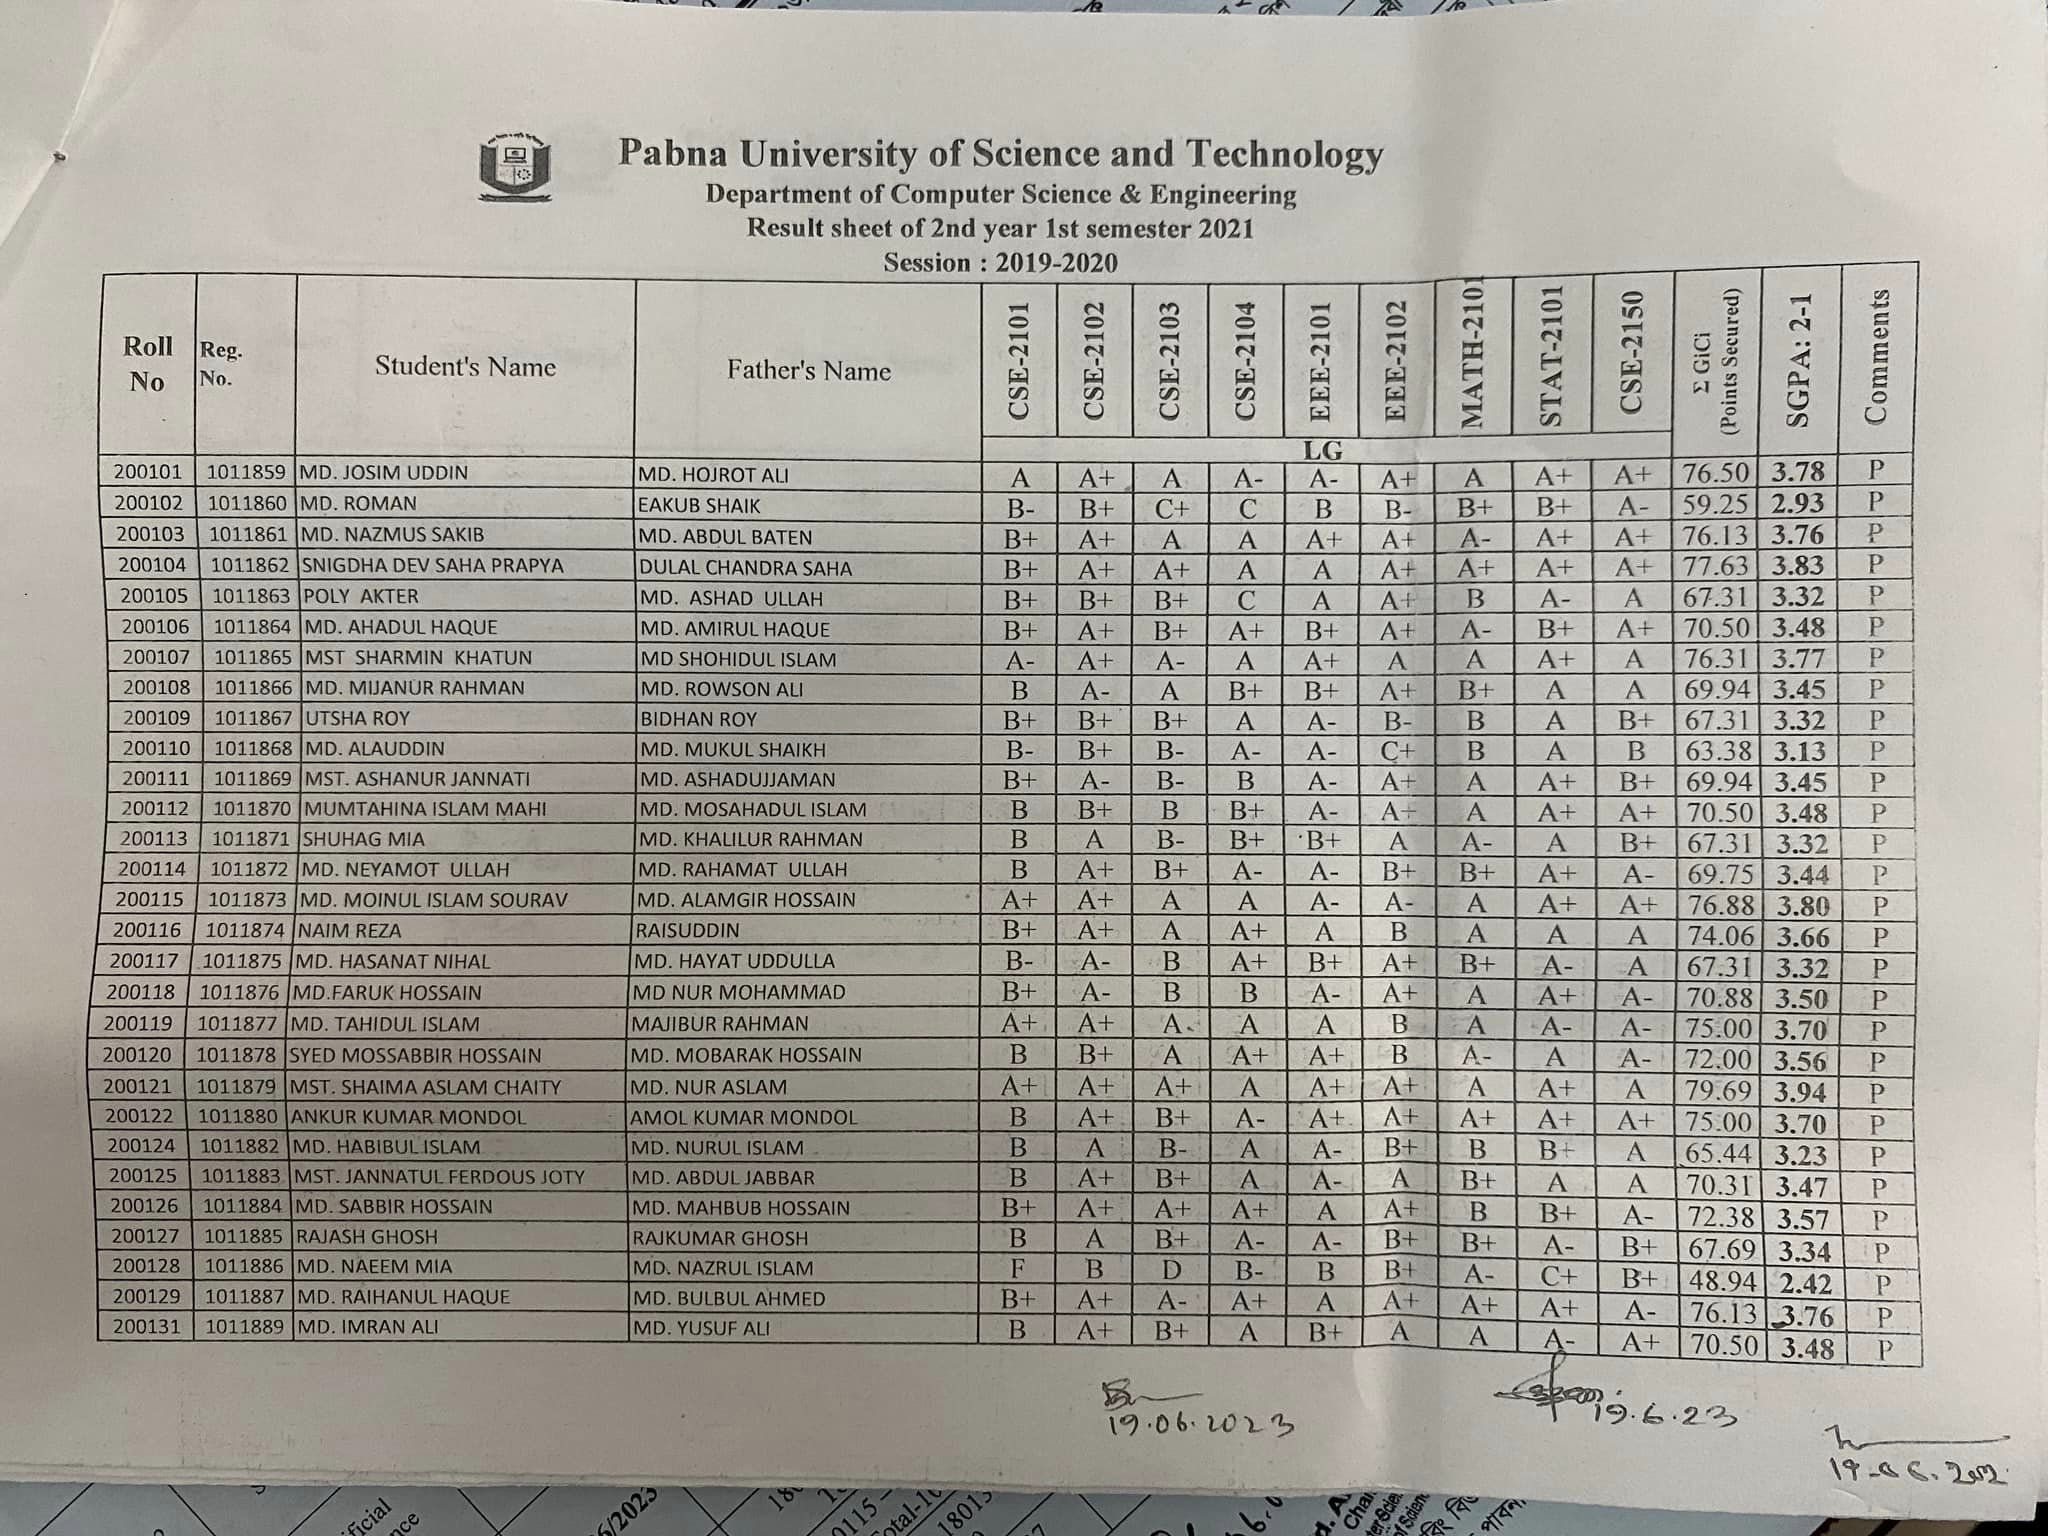 Pabna University of Science and Technology
Department of Computer Science & Engineering
Result sheet of 2nd year 1st semester 2021
Session : 2019-2020
Roll No Reg. No. Student's Name Father's Name CSE-2101 CSE-2102 CSE-2103 CSE-2104 EEE-2101 EEE-2102 MATH-2101 STAT-2101 CSE-2150 Σ GiCi (Points Secured) SGPA: 2-1 Comments
LG
200101 1011859 MD. JOSIM UDDIN MD. HOJROT ALI A A+ A A- A- A+ A A+ A+ 76.50 3.78 P
200102 1011860 MD. ROMAN EAKUB SHAIK B- B+ C+ C B B- B+ B+ A- 59.25 2.93 P
200103 1011861 MD. NAZMUS SAKIB MD. ABDUL BATEN B+ A+ A A A+ A+ A- A+ A+ 76.13 3.76 P
200104 1011862 SNIGDHA DEV SAHA PRAPYA DULAL CHANDRA SAHA B+ A+ A+ A A A+ A+ A+ A+ 77.63 3.83 P
200105 1011863 POLY AKTER MD. ASHAD ULLAH B+ B+ B+ C A A+ B A- A 67.31 3.32 P
200106 1011864 MD. AHADUL HAQUE MD. AMIRUL HAQUE B+ A+ B+ A+ B+ A+ A- B+ A+ 70.50 3.48 P
200107 1011865 MST SHARMIN KHATUN MD SHOHIDUL ISLAM A- A+ A- A A+ A A A+ A 76.31 3.77 P
200108 1011866 MD. MIJANUR RAHMAN MD. ROWSON ALI B A- A B+ B+ A+ B+ A A 69.94 3.45 P
200109 1011867 UTSHA ROY BIDHAN ROY B+ B+ B+ A A- B- B A B+ 67.31 3.32 P
200110 1011868 MD. ALAUDDIN MD. MUKUL SHAIKH B- B+ B- A- A- C+ B A B 63.38 3.13 P
200111 1011869 MST. ASHANUR JANNATI MD. ASHADUJJAMAN B+ A- B- B A- A+ A A+ B+ 69.94 3.45 P
200112 1011870 MUMTAHINA ISLAM MAHI MD. MOSAHADUL ISLAM B B+ B B+ A- A+ A A+ A+ 70.50 3.48 P
200113 1011871 SHUHAG MIA MD. KHALILUR RAHMAN B A B- B+ B+ A A- A B+ 67.31 3.32 P
200114 1011872 MD. NEYAMOT ULLAH MD. RAHAMAT ULLAH B A+ B+ A- A- B+ B+ A+ A- 69.75 3.44 P
200115 1011873 MD. MOINUL ISLAM SOURAV MD. ALAMGIR HOSSAIN A+ A+ A A A- A- A A+ A+ 76.88 3.80 P
200116 1011874 NAIM REZA RAISUDDIN B+ A+ A A+ A B A A A 74.06 3.66 P
200117 1011875 MD. HASANAT NIHAL MD. HAYAT UDDULLA B- A- B A+ B+ A+ B+ A- A 67.31 3.32 P
200118 1011876 MD.FARUK HOSSAIN MD NUR MOHAMMAD B+ A- B B A- A+ A A+ A- 70.88 3.50 P
200119 1011877 MD. TAHIDUL ISLAM MAJIBUR RAHMAN A+ A+ A A A B A A- A- 75.00 3.70 P
200120 1011878 SYED MOSSABBIR HOSSAIN MD. MOBARAK HOSSAIN B B+ A A+ A+ B A- A A- 72.00 3.56 P
200121 1011879 MST. SHAIMA ASLAM CHAITY MD. NUR ASLAM A+ A+ A+ A A+ A+ A A+ A 79.69 3.94 P
200122 1011880 ANKUR KUMAR MONDOL AMOL KUMAR MONDOL B A+ B+ A- A+ A+ A+ A+ A+ 75.00 3.70 P
200124 1011882 MD. HABIBUL ISLAM MD. NURUL ISLAM B A B- A A- B+ B B+ A 65.44 3.23 P
200125 1011883 MST. JANNATUL FERDOUS JOTY MD. ABDUL JABBAR B A+ B+ A A- A B+ A A 70.31 3.47 P
200126 1011884 MD. SABBIR HOSSAIN MD. MAHBUB HOSSAIN B+ A+ A+ A+ A A+ B B+ A- 72.38 3.57 P
200127 1011885 RAJASH GHOSH RAJKUMAR GHOSH B A B+ A- A- B+ B+ A- B+ 67.69 3.34 P
200128 1011886 MD. NAEEM MIA MD. NAZRUL ISLAM F B D B- B B+ A- C+ B+ 48.94 2.42 P
200129 1011887 MD. RAIHANUL HAQUE MD. BULBUL AHMED B+ A+ A- A+ A A+ A+ A+ A- 76.13 3.76 P
200131 1011889 MD. IMRAN ALI MD. YUSUF ALI B A+ B+ A B+ A A A- A+ 70.50 3.48 P
19.06.2023
19.6.23